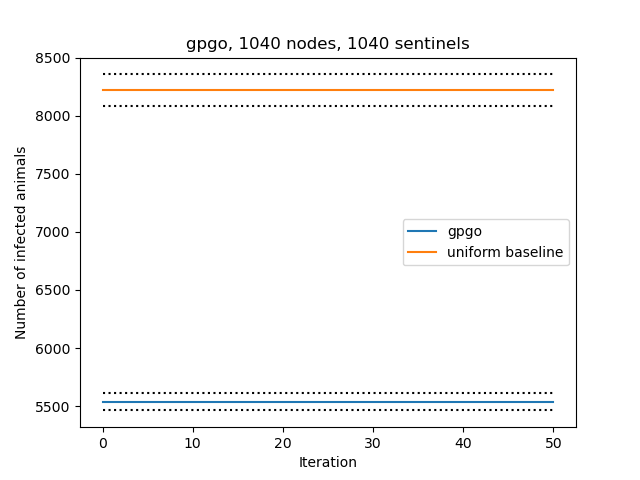 gpgo, 1040 nodes, 1040 sentinels
8500
8000
7500
7000
6500
6000
5500
Number of infected animals
gpgo
uniform baseline
0 10 20 30 40 50
Iteration